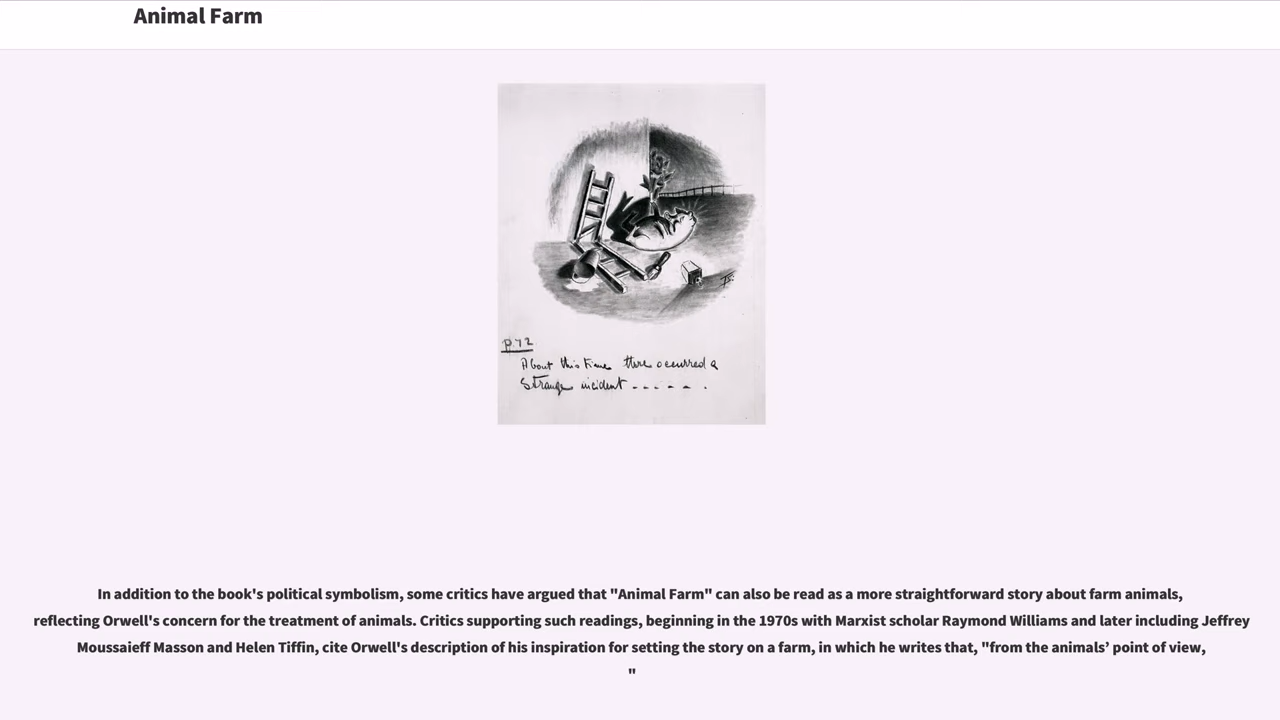 Animal Farm
p.72
About this time there occurred a
Strange incident - - - - - .
In addition to the book's political symbolism, some critics have argued that "Animal Farm" can also be read as a more straightforward story about farm animals,
reflecting Orwell's concern for the treatment of animals. Critics supporting such readings, beginning in the 1970s with Marxist scholar Raymond Williams and later including Jeffrey
Moussaieff Masson and Helen Tiffin, cite Orwell's description of his inspiration for setting the story on a farm, in which he writes that, "from the animals’ point of view,
"